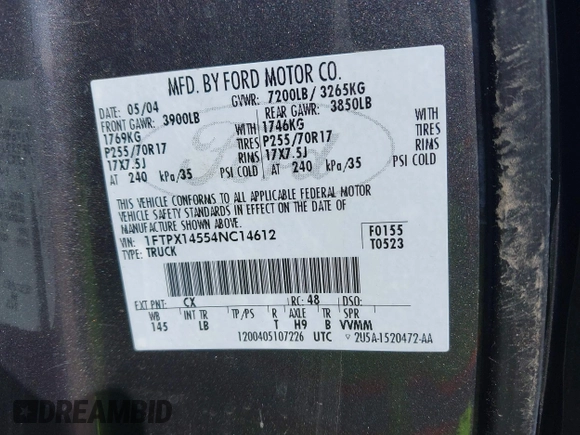 MFD. BY FORD MOTOR CO.
DATE: 05/04 GVWR: 7200LB/ 3265KG
FRONT GAWR: 3900LB REAR GAWR: 3850LB
1769KG WITH 1746KG WITH
P255/70R17 TIRES P255/70R17 TIRES
17X7.5J RIMS 17X7.5J RIMS
AT 240 kPa/35 PSI COLD AT 240 kPa/35 PSI COLD
THIS VEHICLE CONFORMS TO ALL APPLICABLE FEDERAL MOTOR
VEHICLE SAFETY STANDARDS IN EFFECT ON THE DATE OF
MANUFACTURE SHOWN ABOVE.
VIN: 1FTPX14554NC14612 F0155
TYPE: TRUCK T0523
EXT PNT: CX RC: 48 DSO:
WB INT TR TP/PS R AXLE TR SPR
145 LB T H9 B VVMM
1200405107226 UTC 2U5A-1520472-AA
Ford
DREAMBID